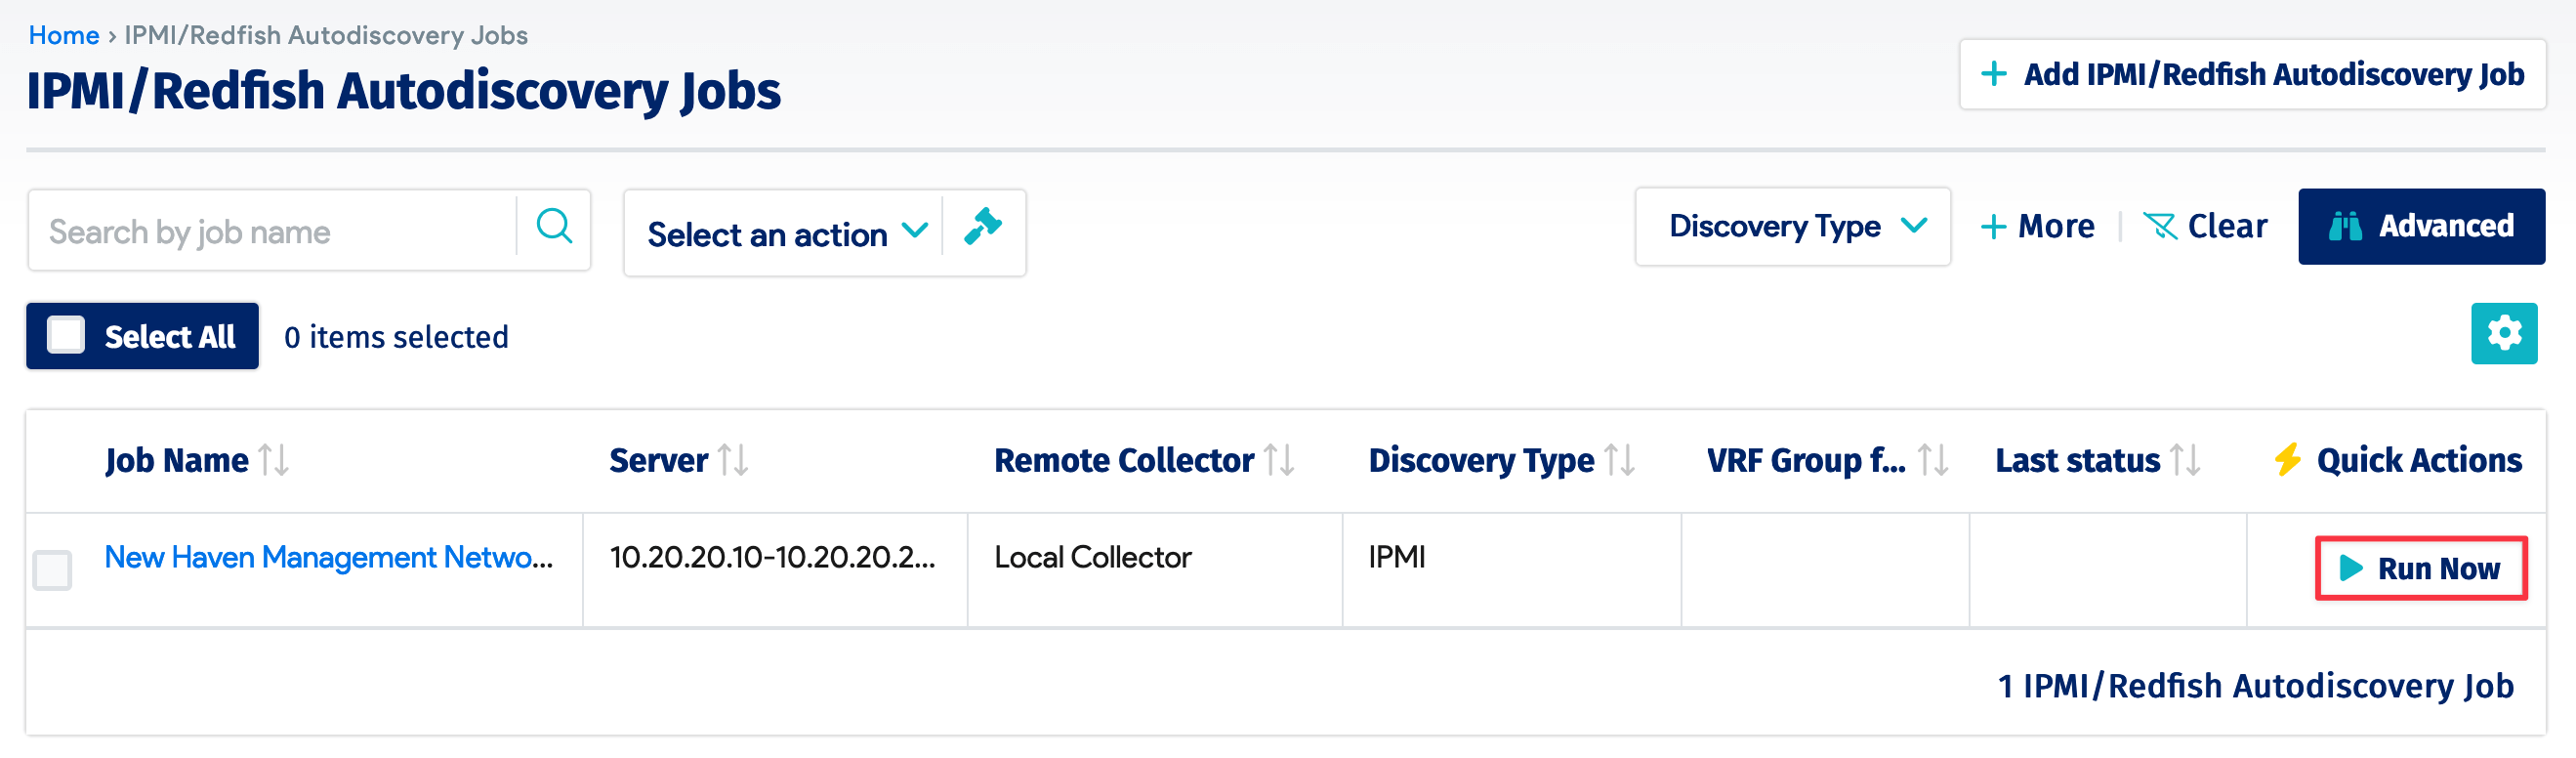 Home › IPMI/Redfish Autodiscovery Jobs
IPMI/Redfish Autodiscovery Jobs
+ Add IPMI/Redfish Autodiscovery Job
Search by job name
Select an action
Discovery Type
+ More
Clear
Advanced
Select All
0 items selected
Job Name
Server
Remote Collector
Discovery Type
VRF Group f...
Last status
Quick Actions
New Haven Management Netwo...
10.20.20.10-10.20.20.2...
Local Collector
IPMI
Run Now
1 IPMI/Redfish Autodiscovery Job